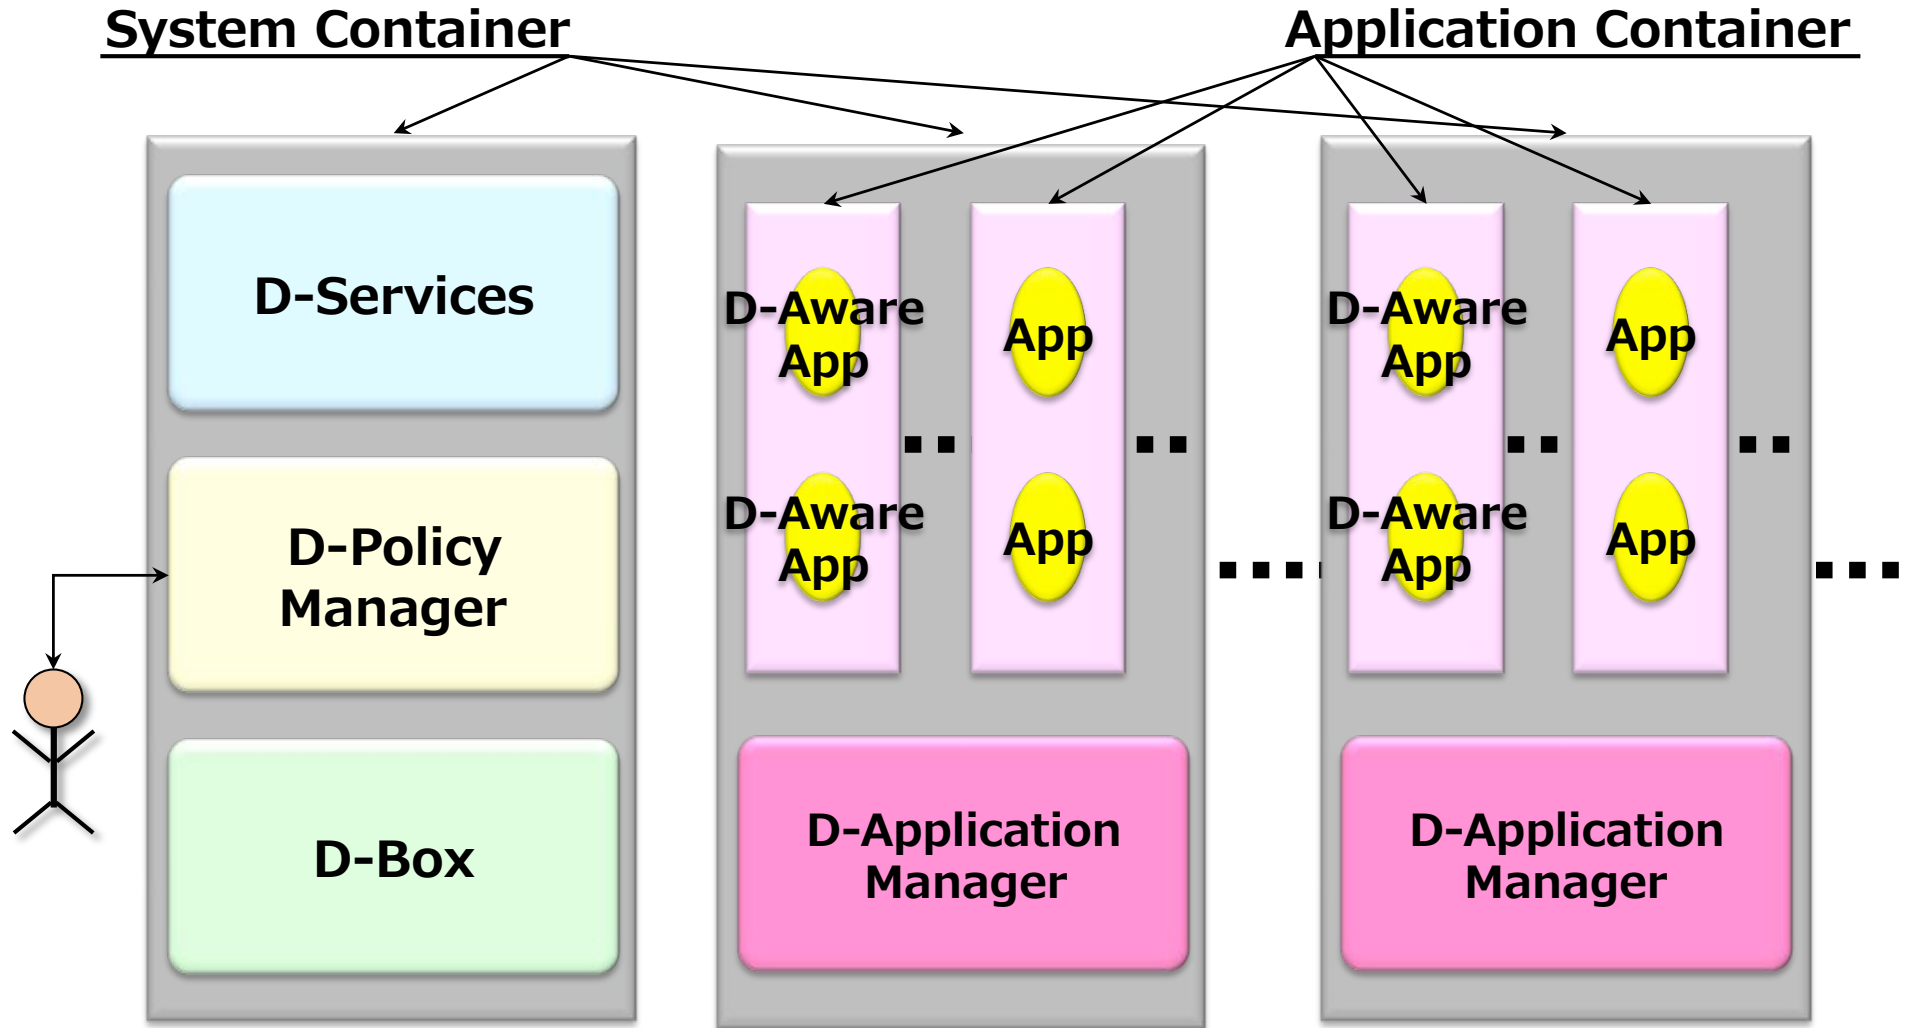 System Container
Application Container
D-Services
D-Policy
Manager
D-Box
D-Aware
App
App
D-Aware
App
App
D-Application
Manager
D-Aware
App
App
D-Aware
App
App
D-Application
Manager